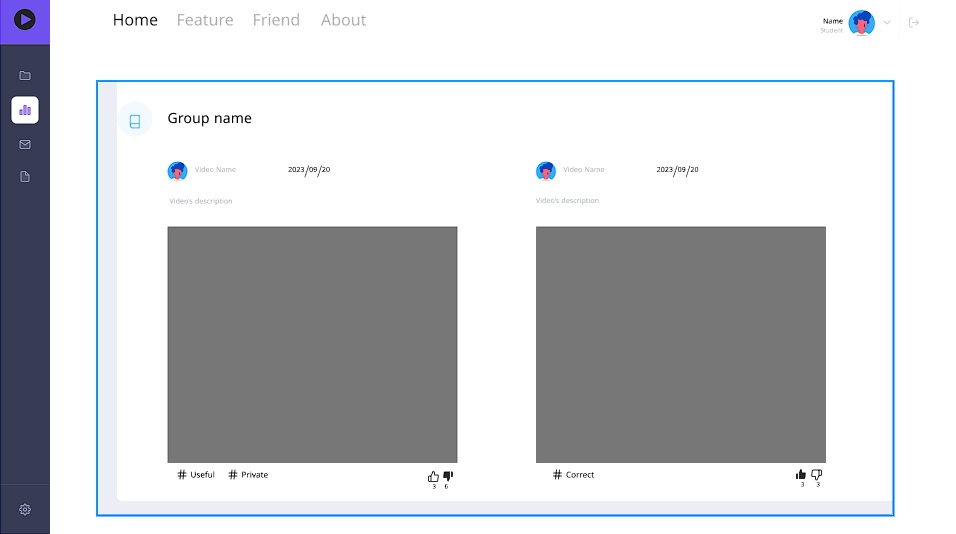 Home Feature Friend About
Name
Student
Group name
Video Name 2023/09/20
Video's description
Video Name 2023/09/20
Video's description
# Useful # Private
3 6
# Correct
3 3